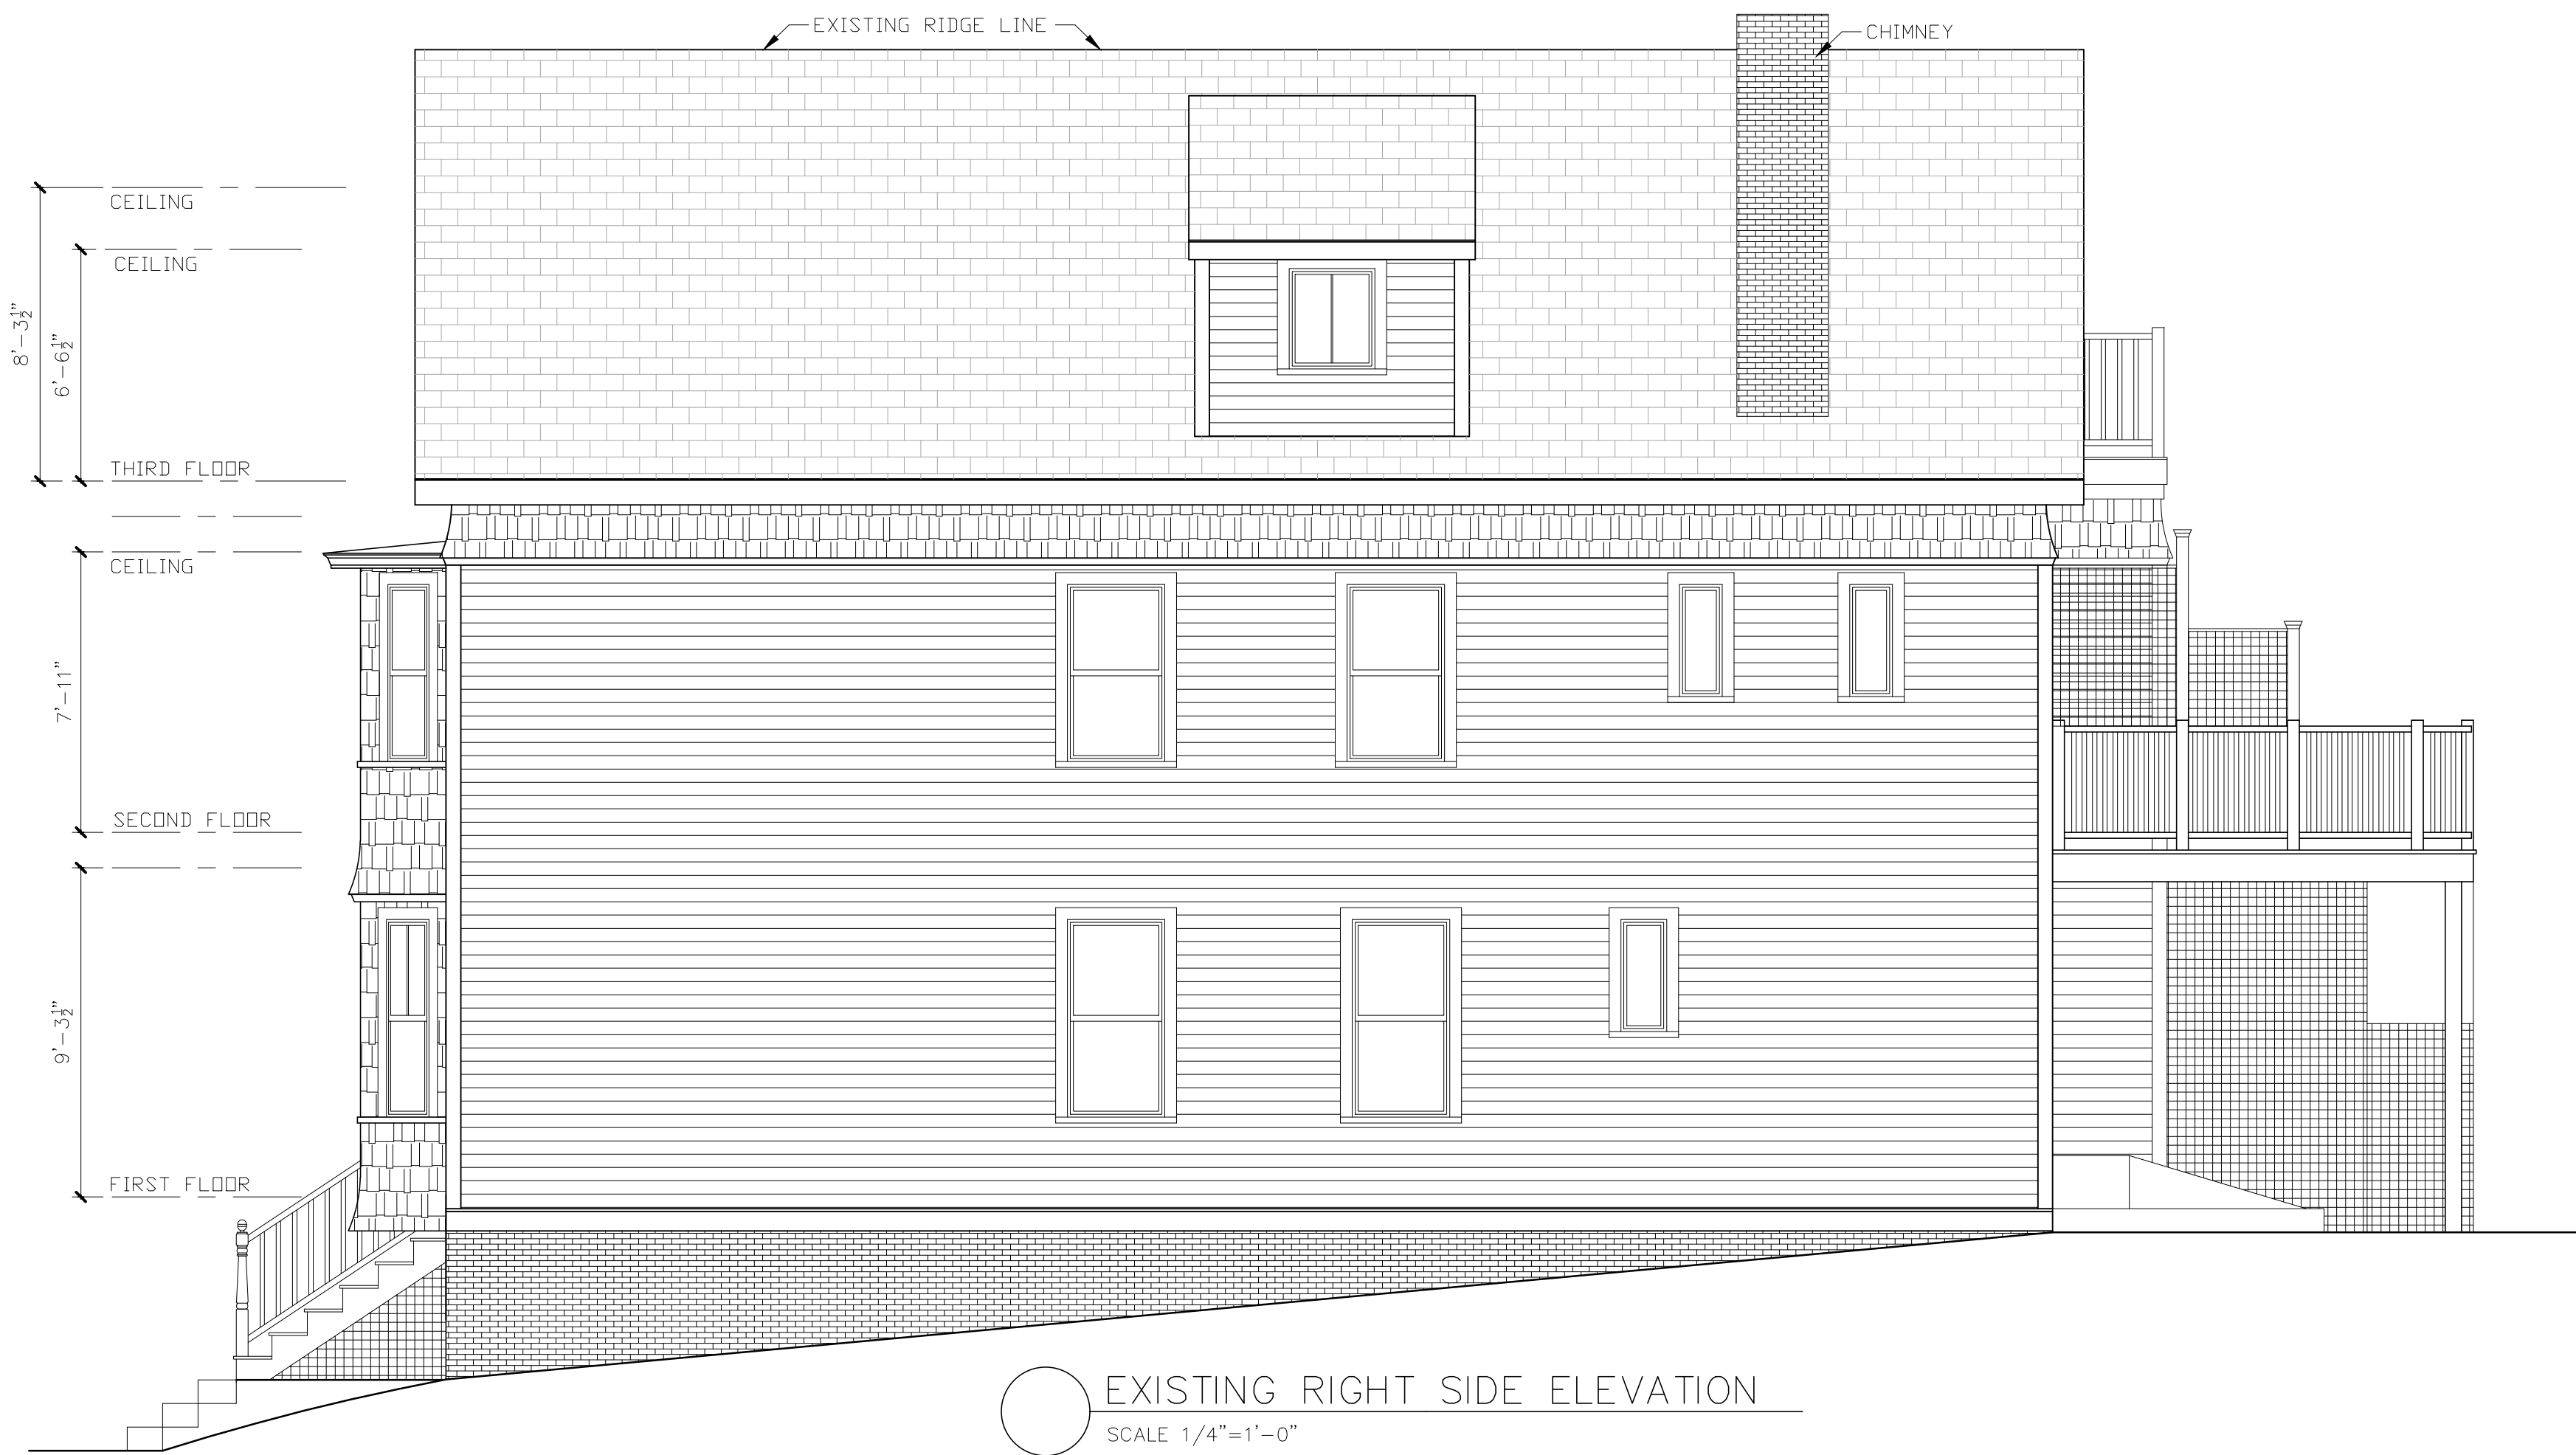 EXISTING RIDGE LINE
CHIMNEY
CEILING
CEILING
8'-3½"
6'-6½"
THIRD FLOOR
CEILING
7'-11"
SECOND FLOOR
9'-3½"
FIRST FLOOR
EXISTING RIGHT SIDE ELEVATION
SCALE 1/4"=1'-0"